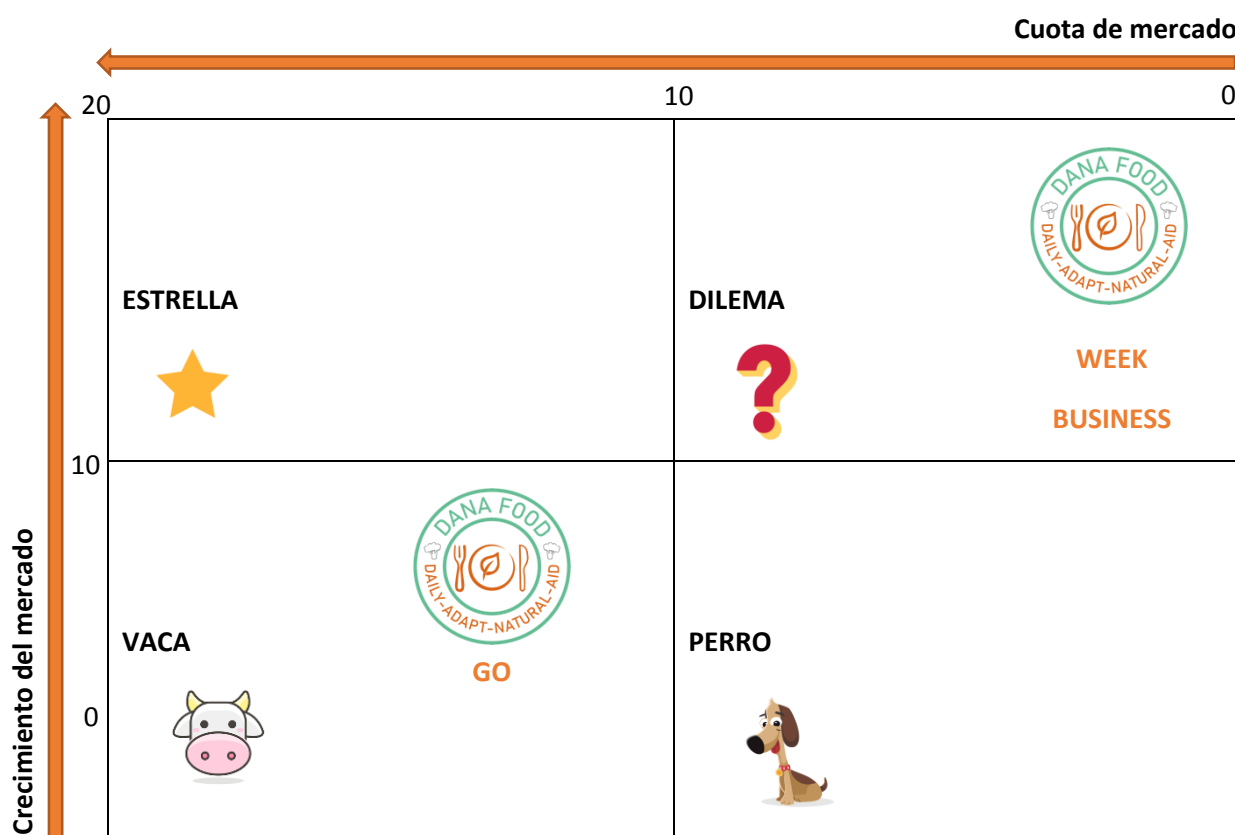 Cuota de mercado
20
10
0
DANA FOOD
DAILY-ADAPT-NATURAL-AID
ESTRELLA
DILEMA
WEEK
BUSINESS
10
Crecimiento del mercado
DANA FOOD
DAILY-ADAPT-NATURAL-AID
VACA
PERRO
GO
0